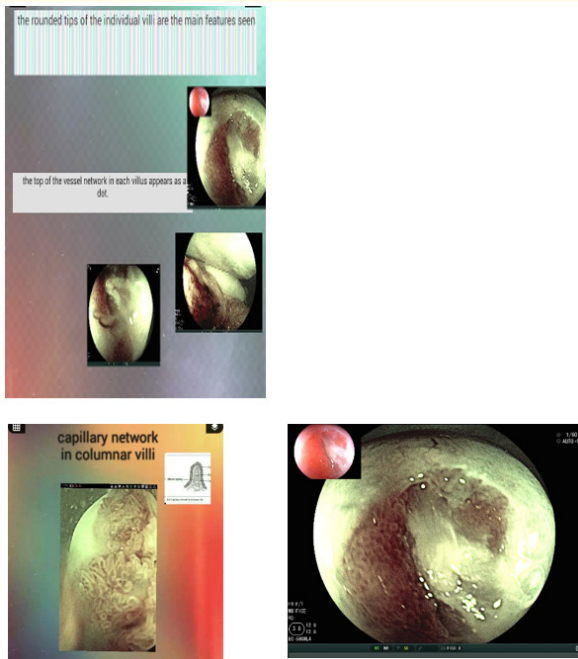 the rounded tips of the individual villi are the main features seen
the top of the vessel network in each villus appears as a
dot.
capillary network
in columnar villi